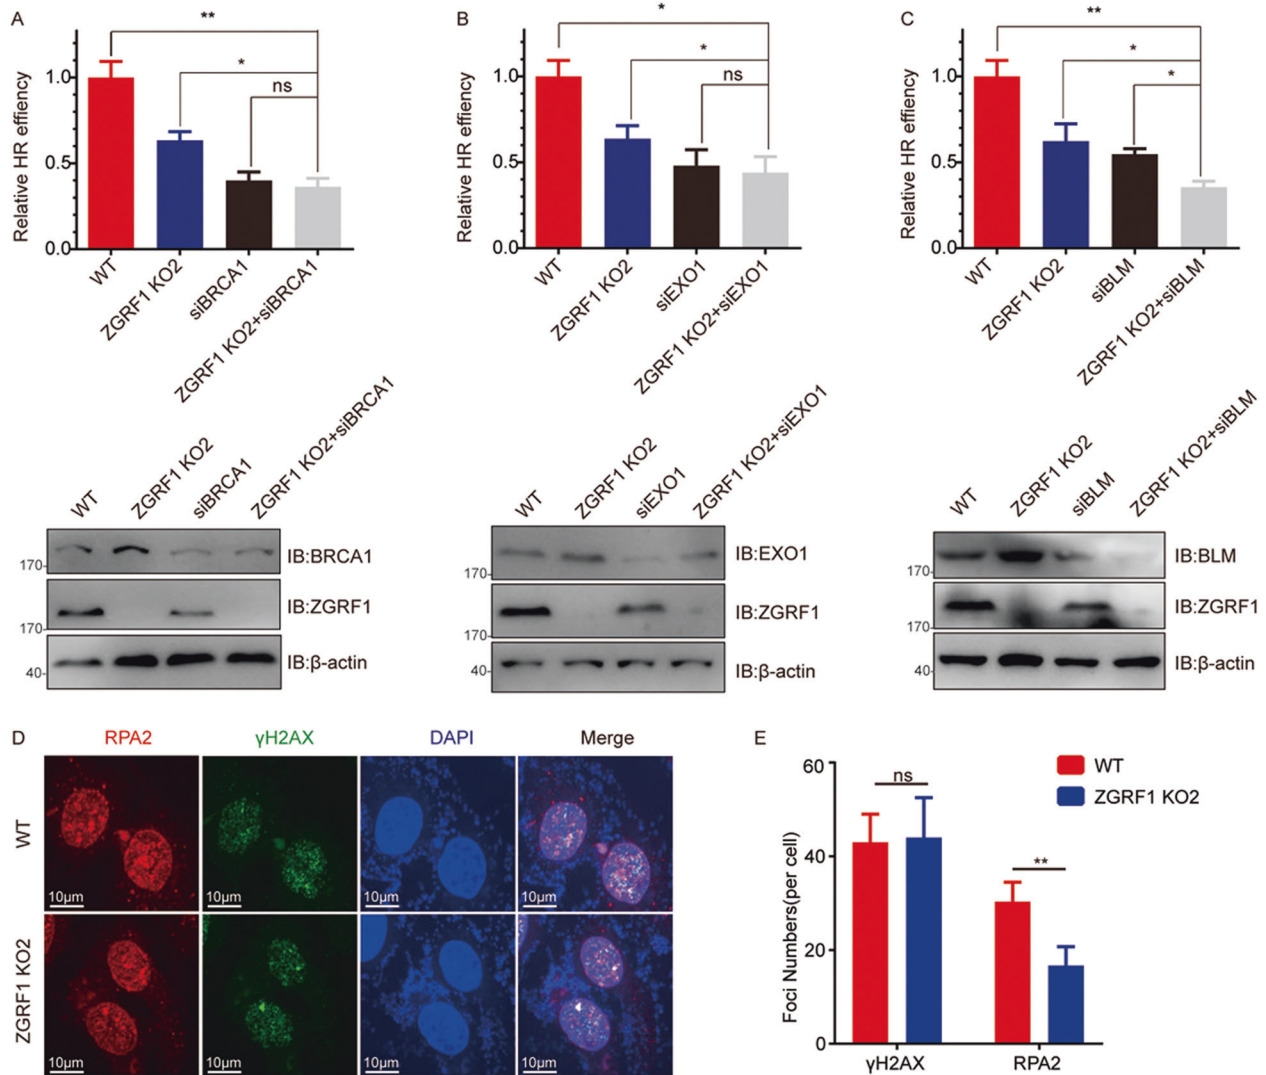 A
**
*
ns
Relative HR effiency
1.0
0.5
0.0
WT
ZGRF1 KO2
siBRCA1
ZGRF1 KO2+siBRCA1
B
*
*
ns
Relative HR effiency
1.0
0.5
0.0
WT
ZGRF1 KO2
siEXO1
ZGRF1 KO2+siEXO1
C
**
*
*
Relative HR effiency
1.0
0.5
0.0
WT
ZGRF1 KO2
siBLM
ZGRF1 KO2+siBLM
WT
ZGRF1 KO2
siBRCA1
ZGRF1 KO2+siBRCA1
170
IB:BRCA1
170
IB:ZGRF1
40
IB:β-actin
WT
ZGRF1 KO2
siEXO1
ZGRF1 KO2+siEXO1
170
IB:EXO1
170
IB:ZGRF1
40
IB:β-actin
WT
ZGRF1 KO2
siBLM
ZGRF1 KO2+siBLM
170
IB:BLM
170
IB:ZGRF1
40
IB:β-actin
D
RPA2
γH2AX
DAPI
Merge
WT
10μm
10μm
10μm
10μm
ZGRF1 KO2
10μm
10μm
10μm
10μm
E
WT
ZGRF1 KO2
ns
**
Foci Numbers(per cell)
60
40
20
0
γH2AX
RPA2